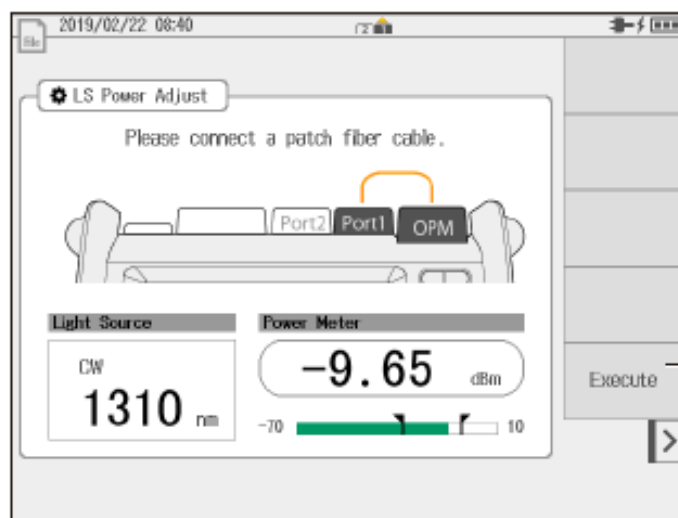 2019/02/22 08:40
File
LS Power Adjust
Please connect a patch fiber cable.
Port2 Port1 OPM
Light Source
Power Meter
CW
1310 nm
-9.65 dBm
-70 10
Execute